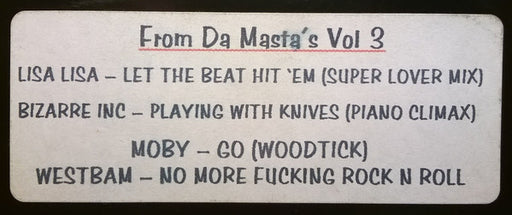 From Da Masta's Vol 3
LISA LISA – LET THE BEAT HIT 'EM (SUPER LOVER MIX)
BIZARRE INC – PLAYING WITH KNIVES (PIANO CLIMAX)
MOBY – GO (WOODTICK)
WESTBAM – NO MORE FUCKING ROCK N ROLL